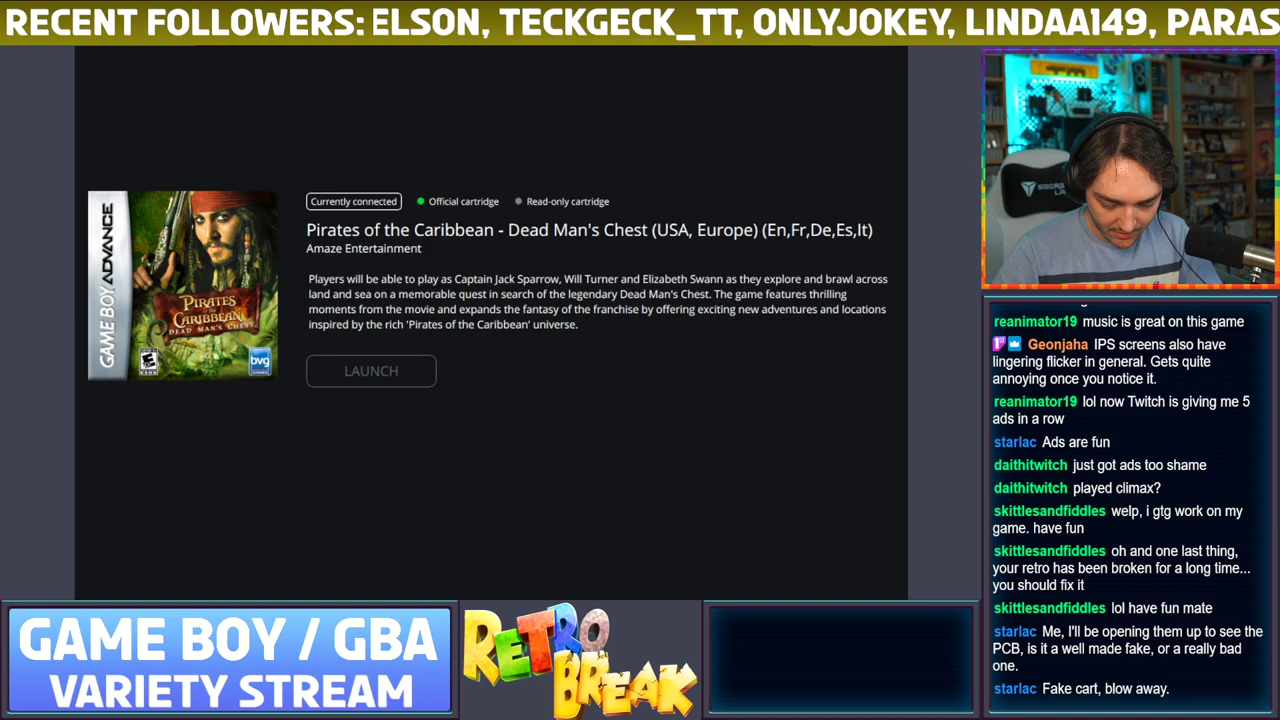 RECENT FOLLOWERS: ELSON, TECKGECK_TT, ONLYJOKEY, LINDAA149, PARAS
GAME BOY ADVANCE
PIRATES
of the
CARIBBEAN
DEAD MAN'S CHEST
E
bvg
Currently connected
Official cartridge
Read-only cartridge
Pirates of the Caribbean - Dead Man's Chest (USA, Europe) (En,Fr,De,Es,It)
Amaze Entertainment
Players will be able to play as Captain Jack Sparrow, Will Turner and Elizabeth Swann as they explore and brawl across
land and sea on a memorable quest in search of the legendary Dead Man's Chest. The game features thrilling
moments from the movie and expands the fantasy of the franchise by offering exciting new adventures and locations
inspired by the rich 'Pirates of the Caribbean' universe.
LAUNCH
reanimator19 music is great on this game
Geonjaha IPS screens also have
lingering flicker in general. Gets quite
annoying once you notice it.
reanimator19 lol now Twitch is giving me 5
ads in a row
starlac Ads are fun
daithitwitch just got ads too shame
daithitwitch played climax?
skittlesandfiddles welp, i gtg work on my
game. have fun
skittlesandfiddles oh and one last thing,
your retro has been broken for a long time...
you should fix it
skittlesandfiddles lol have fun mate
starlac Me, I'll be opening them up to see the
PCB, is it a well made fake, or a really bad
one.
starlac Fake cart, blow away.
GAME BOY / GBA
VARIETY STREAM
RETRO
BREAK